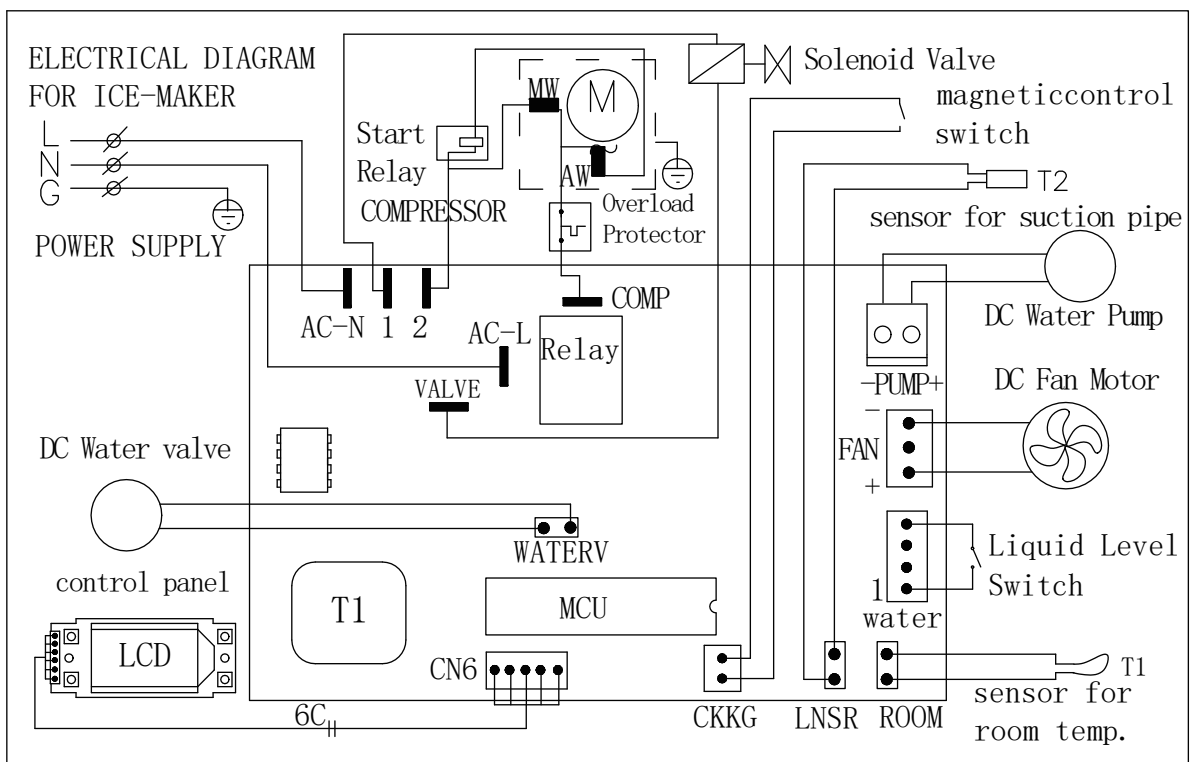 ELECTRICAL DIAGRAM
FOR ICE-MAKER
L
N
G
POWER SUPPLY
Start
Relay
COMPRESSOR
MW
M
AW
Overload
Protector
Solenoid Valve
magneticcontrol
switch
T2
sensor for suction pipe
DC Water Pump
COMP
AC-N 1 2
AC-L
Relay
VALVE
-PUMP+
DC Fan Motor
-
FAN
+
DC Water valve
WATERV
Liquid Level
Switch
1
water
control panel
LCD
T1
MCU
CN6
6C
CKKG
LNSR
ROOM
T1
sensor for
room temp.